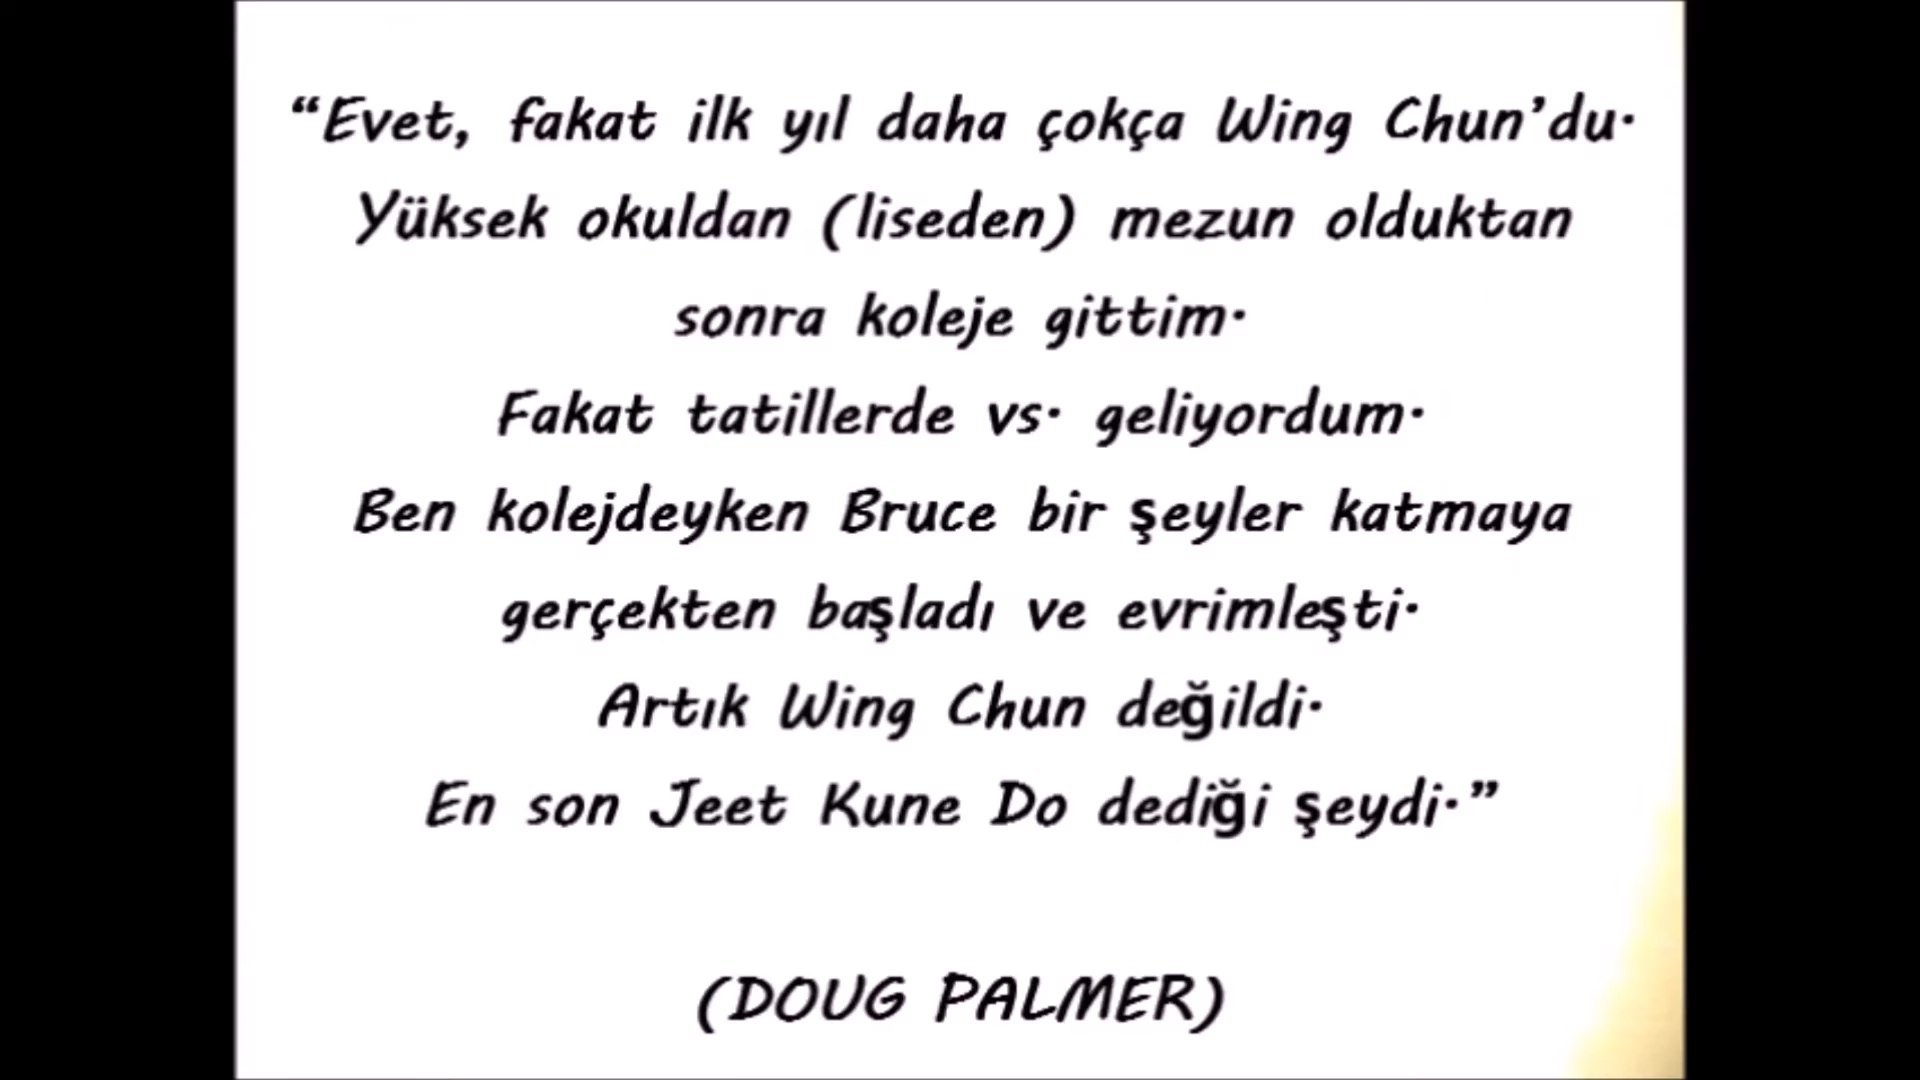 “Evet, fakat ilk yıl daha çokça Wing Chun’du.
Yüksek okuldan (liseden) mezun olduktan
sonra koleje gittim.
Fakat tatillerde vs. geliyordum.
Ben kolejdeyken Bruce bir şeyler katmaya
gerçekten başladı ve evrimleşti.
Artık Wing Chun değildi.
En son Jeet Kune Do dediği şeydi.”
(DOUG PALMER)